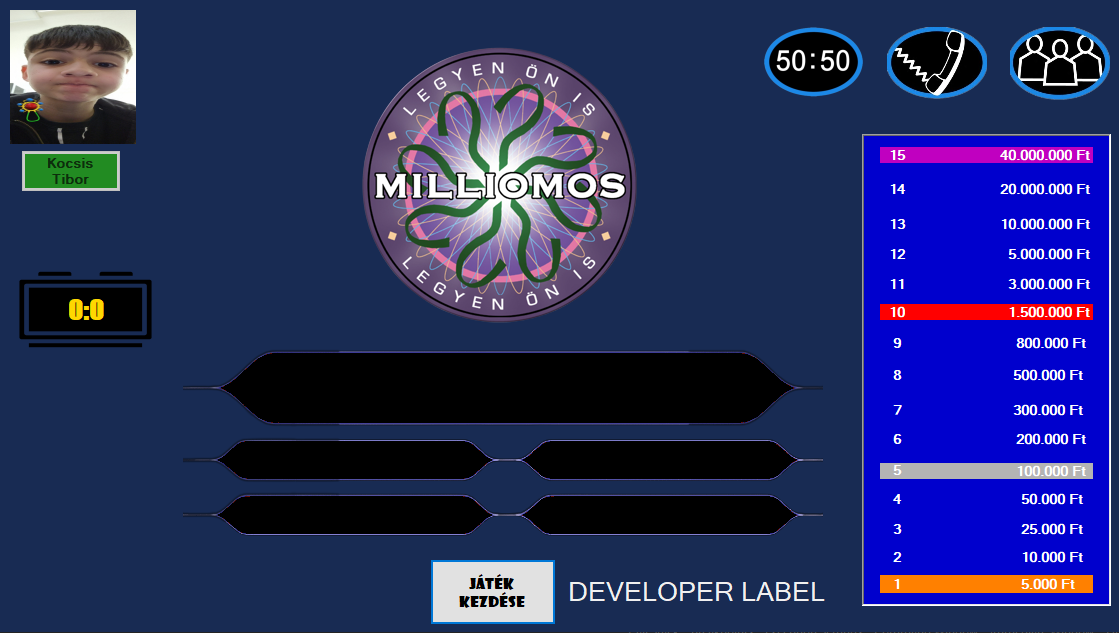 50:50
LEGYEN ÖN IS
MILLIOMOS
LEGYEN ÖN IS
Kocsis
Tibor
0:0
15 40.000.000 Ft
14 20.000.000 Ft
13 10.000.000 Ft
12 5.000.000 Ft
11 3.000.000 Ft
10 1.500.000 Ft
9 800.000 Ft
8 500.000 Ft
7 300.000 Ft
6 200.000 Ft
5 100.000 Ft
4 50.000 Ft
3 25.000 Ft
2 10.000 Ft
1 5.000 Ft
JÁTÉK
KEZDÉSE
DEVELOPER LABEL